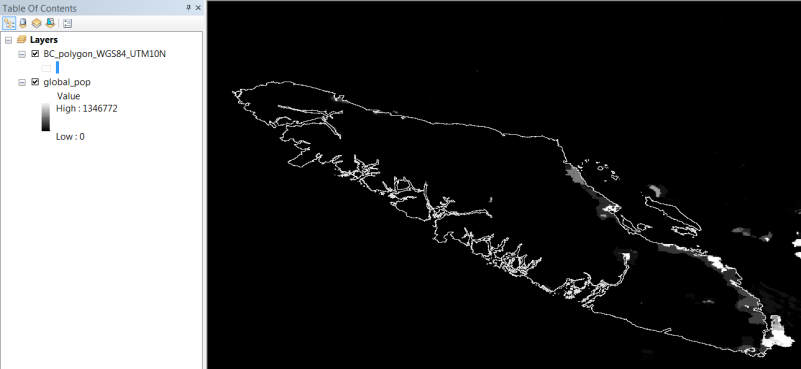 Table Of Contents
Layers
BC_polygon_WGS84_UTM10N
global_pop
Value
High : 1346772
Low : 0